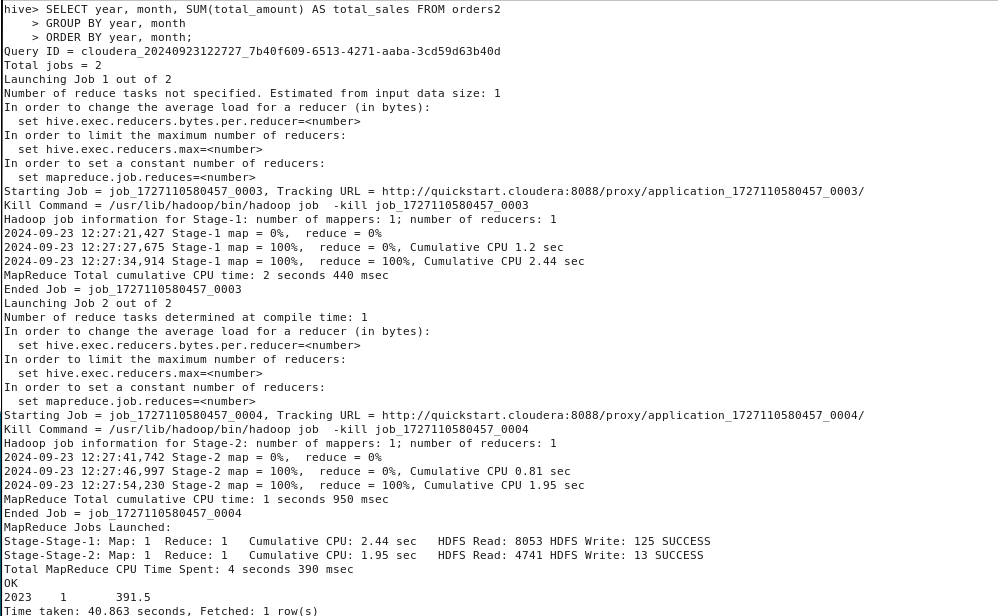 hive> SELECT year, month, SUM(total_amount) AS total_sales FROM orders2
    > GROUP BY year, month
    > ORDER BY year, month;
Query ID = cloudera_20240923122727_7b40f609-6513-4271-aaba-3cd59d63b40d
Total jobs = 2
Launching Job 1 out of 2
Number of reduce tasks not specified. Estimated from input data size: 1
In order to change the average load for a reducer (in bytes):
  set hive.exec.reducers.bytes.per.reducer=<number>
In order to limit the maximum number of reducers:
  set hive.exec.reducers.max=<number>
In order to set a constant number of reducers:
  set mapreduce.job.reduces=<number>
Starting Job = job_1727110580457_0003, Tracking URL = http://quickstart.cloudera:8088/proxy/application_1727110580457_0003/
Kill Command = /usr/lib/hadoop/bin/hadoop job  -kill job_1727110580457_0003
Hadoop job information for Stage-1: number of mappers: 1; number of reducers: 1
2024-09-23 12:27:21,427 Stage-1 map = 0%,  reduce = 0%
2024-09-23 12:27:27,675 Stage-1 map = 100%,  reduce = 0%, Cumulative CPU 1.2 sec
2024-09-23 12:27:34,914 Stage-1 map = 100%,  reduce = 100%, Cumulative CPU 2.44 sec
MapReduce Total cumulative CPU time: 2 seconds 440 msec
Ended Job = job_1727110580457_0003
Launching Job 2 out of 2
Number of reduce tasks determined at compile time: 1
In order to change the average load for a reducer (in bytes):
  set hive.exec.reducers.bytes.per.reducer=<number>
In order to limit the maximum number of reducers:
  set hive.exec.reducers.max=<number>
In order to set a constant number of reducers:
  set mapreduce.job.reduces=<number>
Starting Job = job_1727110580457_0004, Tracking URL = http://quickstart.cloudera:8088/proxy/application_1727110580457_0004/
Kill Command = /usr/lib/hadoop/bin/hadoop job  -kill job_1727110580457_0004
Hadoop job information for Stage-2: number of mappers: 1; number of reducers: 1
2024-09-23 12:27:41,742 Stage-2 map = 0%,  reduce = 0%
2024-09-23 12:27:46,997 Stage-2 map = 100%,  reduce = 0%, Cumulative CPU 0.81 sec
2024-09-23 12:27:54,230 Stage-2 map = 100%,  reduce = 100%, Cumulative CPU 1.95 sec
MapReduce Total cumulative CPU time: 1 seconds 950 msec
Ended Job = job_1727110580457_0004
MapReduce Jobs Launched:
Stage-Stage-1: Map: 1  Reduce: 1   Cumulative CPU: 2.44 sec   HDFS Read: 8053 HDFS Write: 125 SUCCESS
Stage-Stage-2: Map: 1  Reduce: 1   Cumulative CPU: 1.95 sec   HDFS Read: 4741 HDFS Write: 13 SUCCESS
Total MapReduce CPU Time Spent: 4 seconds 390 msec
OK
2023    1       391.5
Time taken: 40.863 seconds, Fetched: 1 row(s)